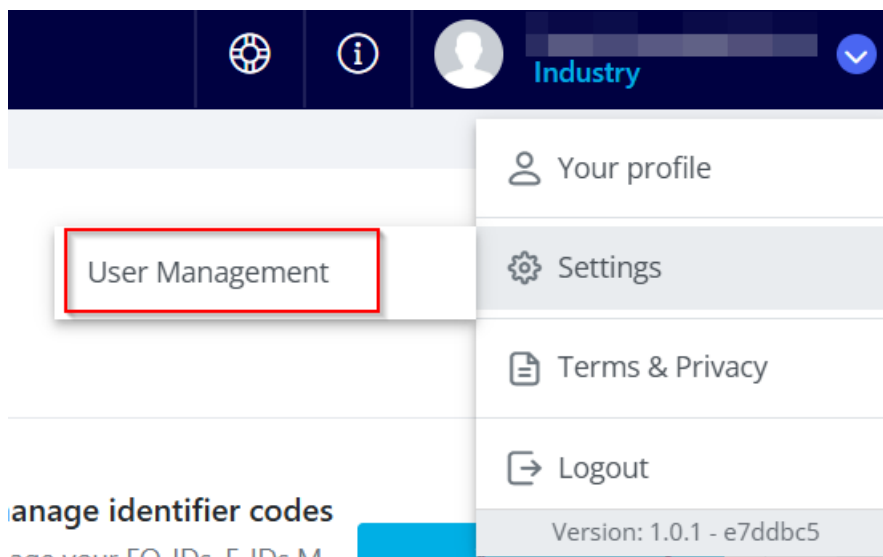 Industry
Your profile
User Management
Settings
Terms & Privacy
Logout
anage identifier codes
Version: 1.0.1 - e7ddbc5